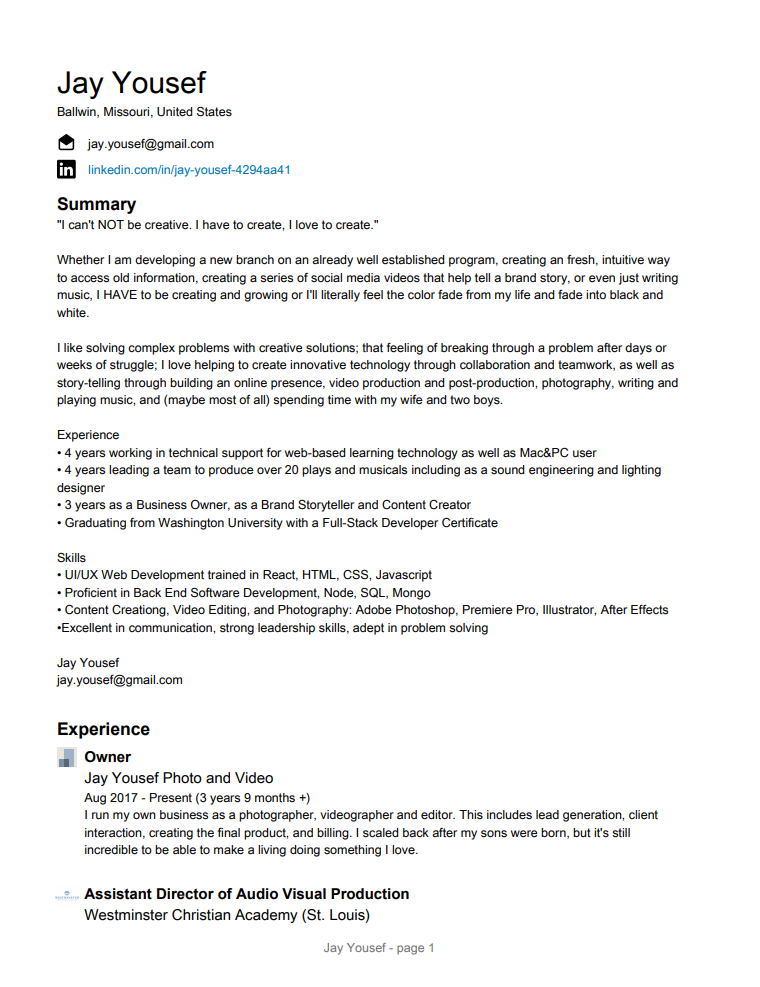 Jay Yousef
Ballwin, Missouri, United States
jay.yousef@gmail.com
linkedin.com/in/jay-yousef-4294aa41
Summary
"I can't NOT be creative. I have to create, I love to create."
Whether I am developing a new branch on an already well established program, creating an fresh, intuitive way
to access old information, creating a series of social media videos that help tell a brand story, or even just writing
music, I HAVE to be creating and growing or I'll literally feel the color fade from my life and fade into black and
white.
I like solving complex problems with creative solutions; that feeling of breaking through a problem after days or
weeks of struggle; I love helping to create innovative technology through collaboration and teamwork, as well as
story-telling through building an online presence, video production and post-production, photography, writing and
playing music, and (maybe most of all) spending time with my wife and two boys.
Experience
• 4 years working in technical support for web-based learning technology as well as Mac&PC user
• 4 years leading a team to produce over 20 plays and musicals including as a sound engineering and lighting
designer
• 3 years as a Business Owner, as a Brand Storyteller and Content Creator
• Graduating from Washington University with a Full-Stack Developer Certificate
Skills
• UI/UX Web Development trained in React, HTML, CSS, Javascript
• Proficient in Back End Software Development, Node, SQL, Mongo
• Content Creationg, Video Editing, and Photography: Adobe Photoshop, Premiere Pro, Illustrator, After Effects
•Excellent in communication, strong leadership skills, adept in problem solving
Jay Yousef
jay.yousef@gmail.com
Experience
Owner
Jay Yousef Photo and Video
Aug 2017 - Present (3 years 9 months +)
I run my own business as a photographer, videographer and editor. This includes lead generation, client
interaction, creating the final product, and billing. I scaled back after my sons were born, but it's still
incredible to be able to make a living doing something I love.
Assistant Director of Audio Visual Production
Westminster Christian Academy (St. Louis)
Jay Yousef - page 1